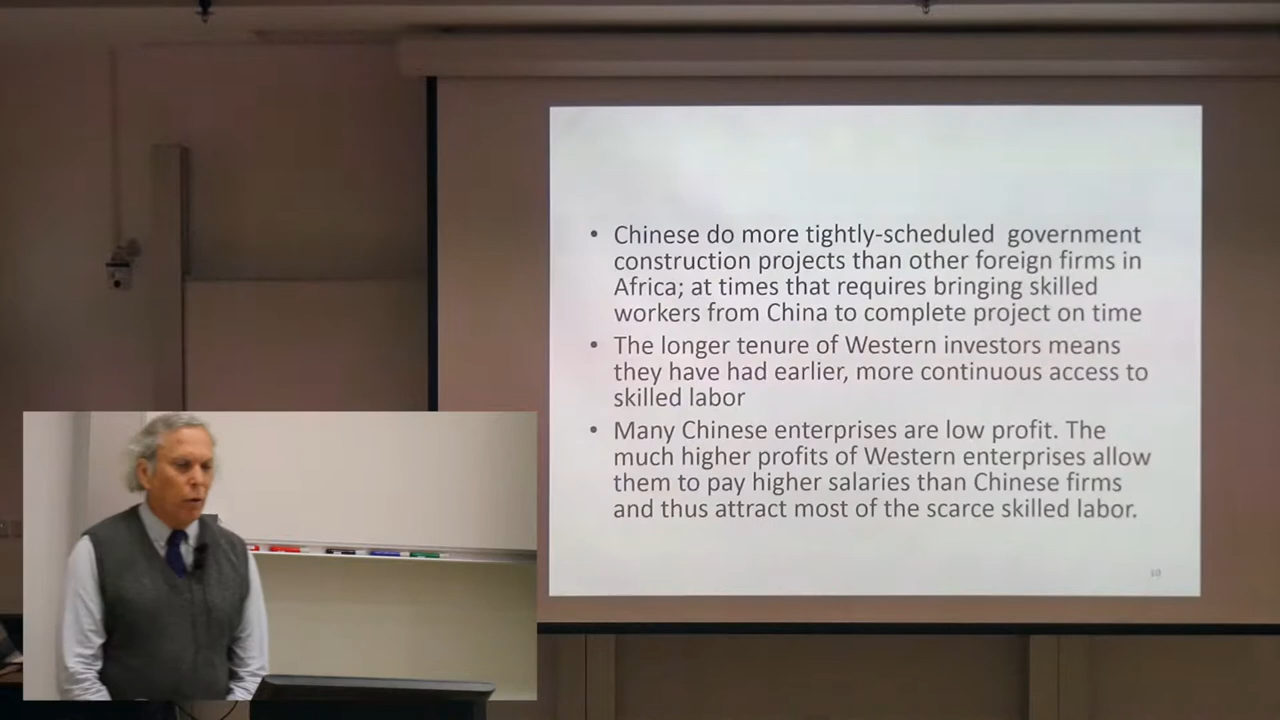 • Chinese do more tightly-scheduled  government
construction projects than other foreign firms in
Africa; at times that requires bringing skilled
workers from China to complete project on time
• The longer tenure of Western investors means
they have had earlier, more continuous access to
skilled labor
• Many Chinese enterprises are low profit. The
much higher profits of Western enterprises allow
them to pay higher salaries than Chinese firms
and thus attract most of the scarce skilled labor.
10